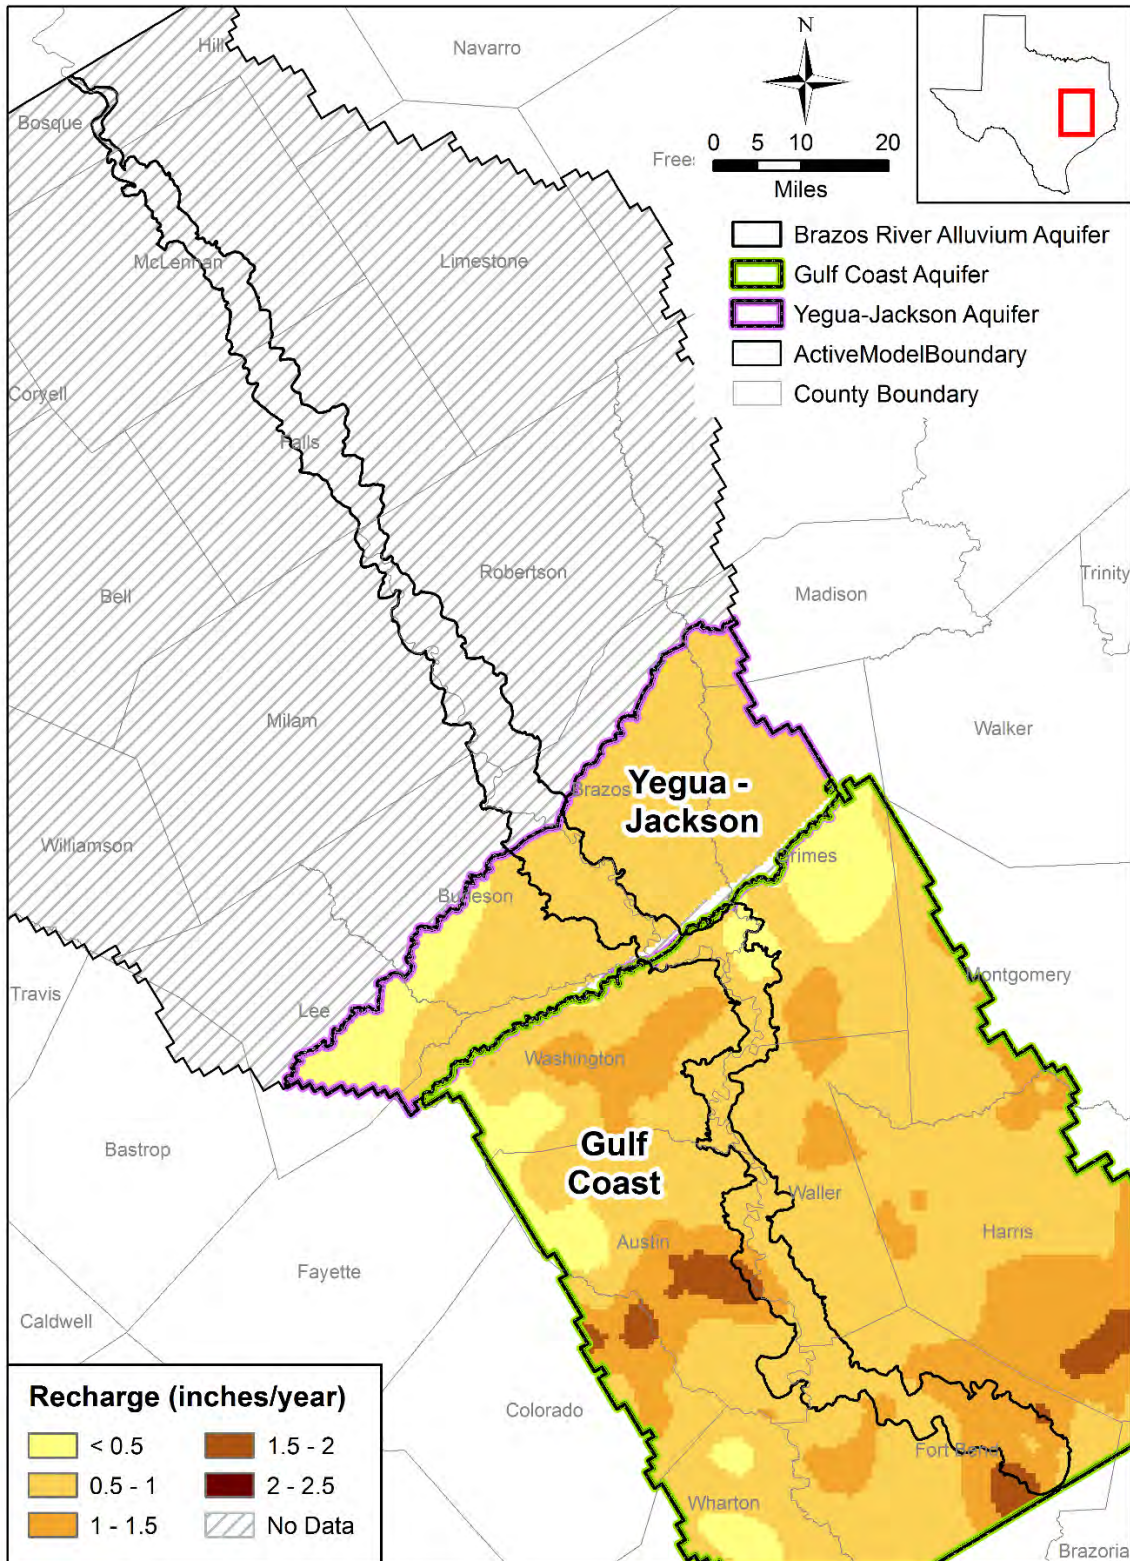 Hill
Navarro
N
Bosque
0 5 10 20
Miles
Frees
Brazos River Alluvium Aquifer
Gulf Coast Aquifer
Yegua-Jackson Aquifer
ActiveModelBoundary
County Boundary
McLennan
Limestone
Coryell
Falls
Bell
Robertson
Madison
Trinity
Milam
Walker
Brazos
Yegua -
Jackson
Williamson
Grimes
Burleson
Travis
Lee
Montgomery
Washington
Bastrop
Gulf
Coast
Waller
Austin
Harris
Fayette
Caldwell
Colorado
Fort Bend
Wharton
Brazoria
Recharge (inches/year)
< 0.5
0.5 - 1
1 - 1.5
1.5 - 2
2 - 2.5
No Data